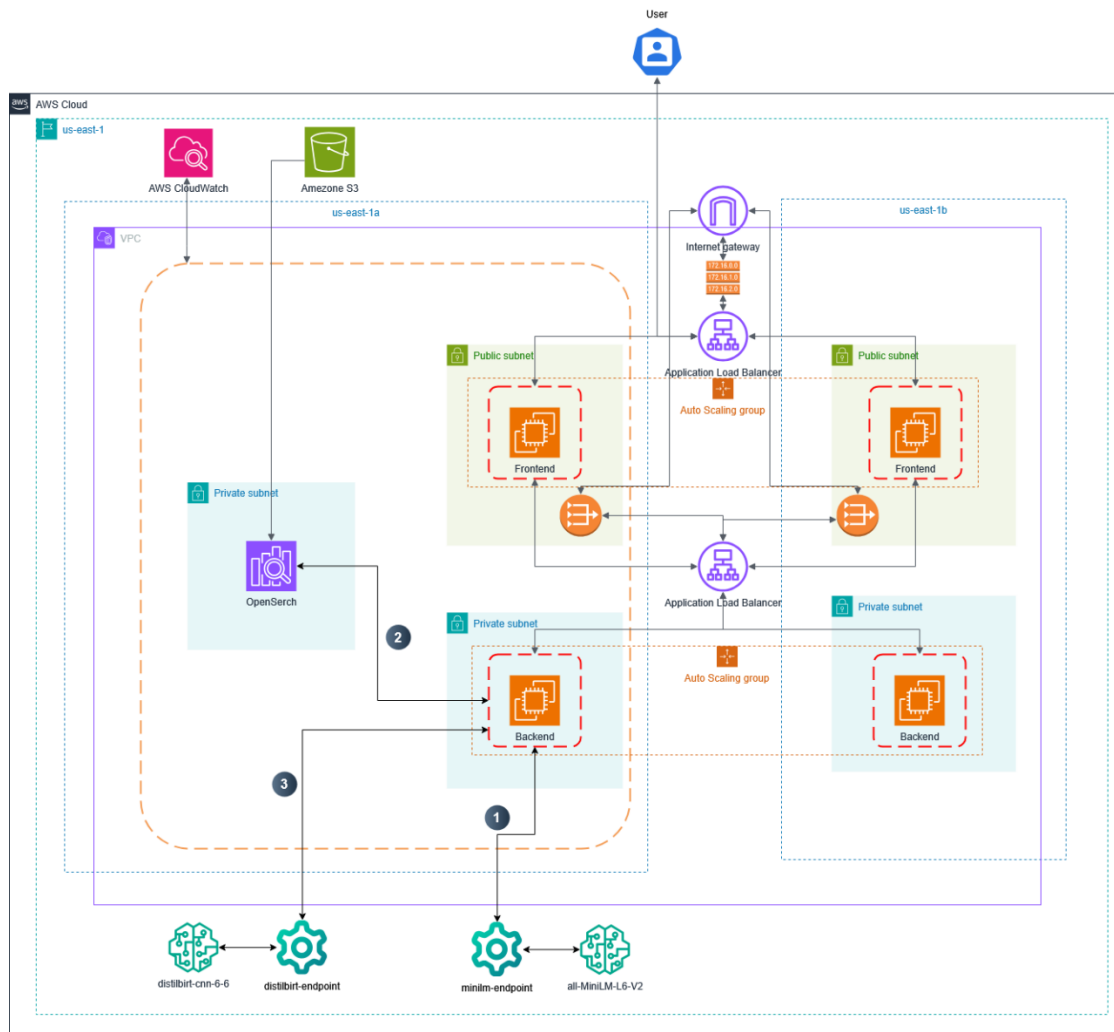 User
aws
AWS Cloud
us-east-1
AWS CloudWatch
Amezone S3
us-east-1a
us-east-1b
VPC
Internet gateway
172.16.0.0
172.16.1.0
172.16.2.0
Application Load Balancer
Public subnet
Public subnet
Auto Scaling group
Frontend
Frontend
Private subnet
OpenSerch
Application Load Balancer
Private subnet
Private subnet
2
Auto Scaling group
Backend
Backend
3
1
distilbirt-cnn-6-6
distilbirt-endpoint
minilm-endpoint
all-MiniLM-L6-V2